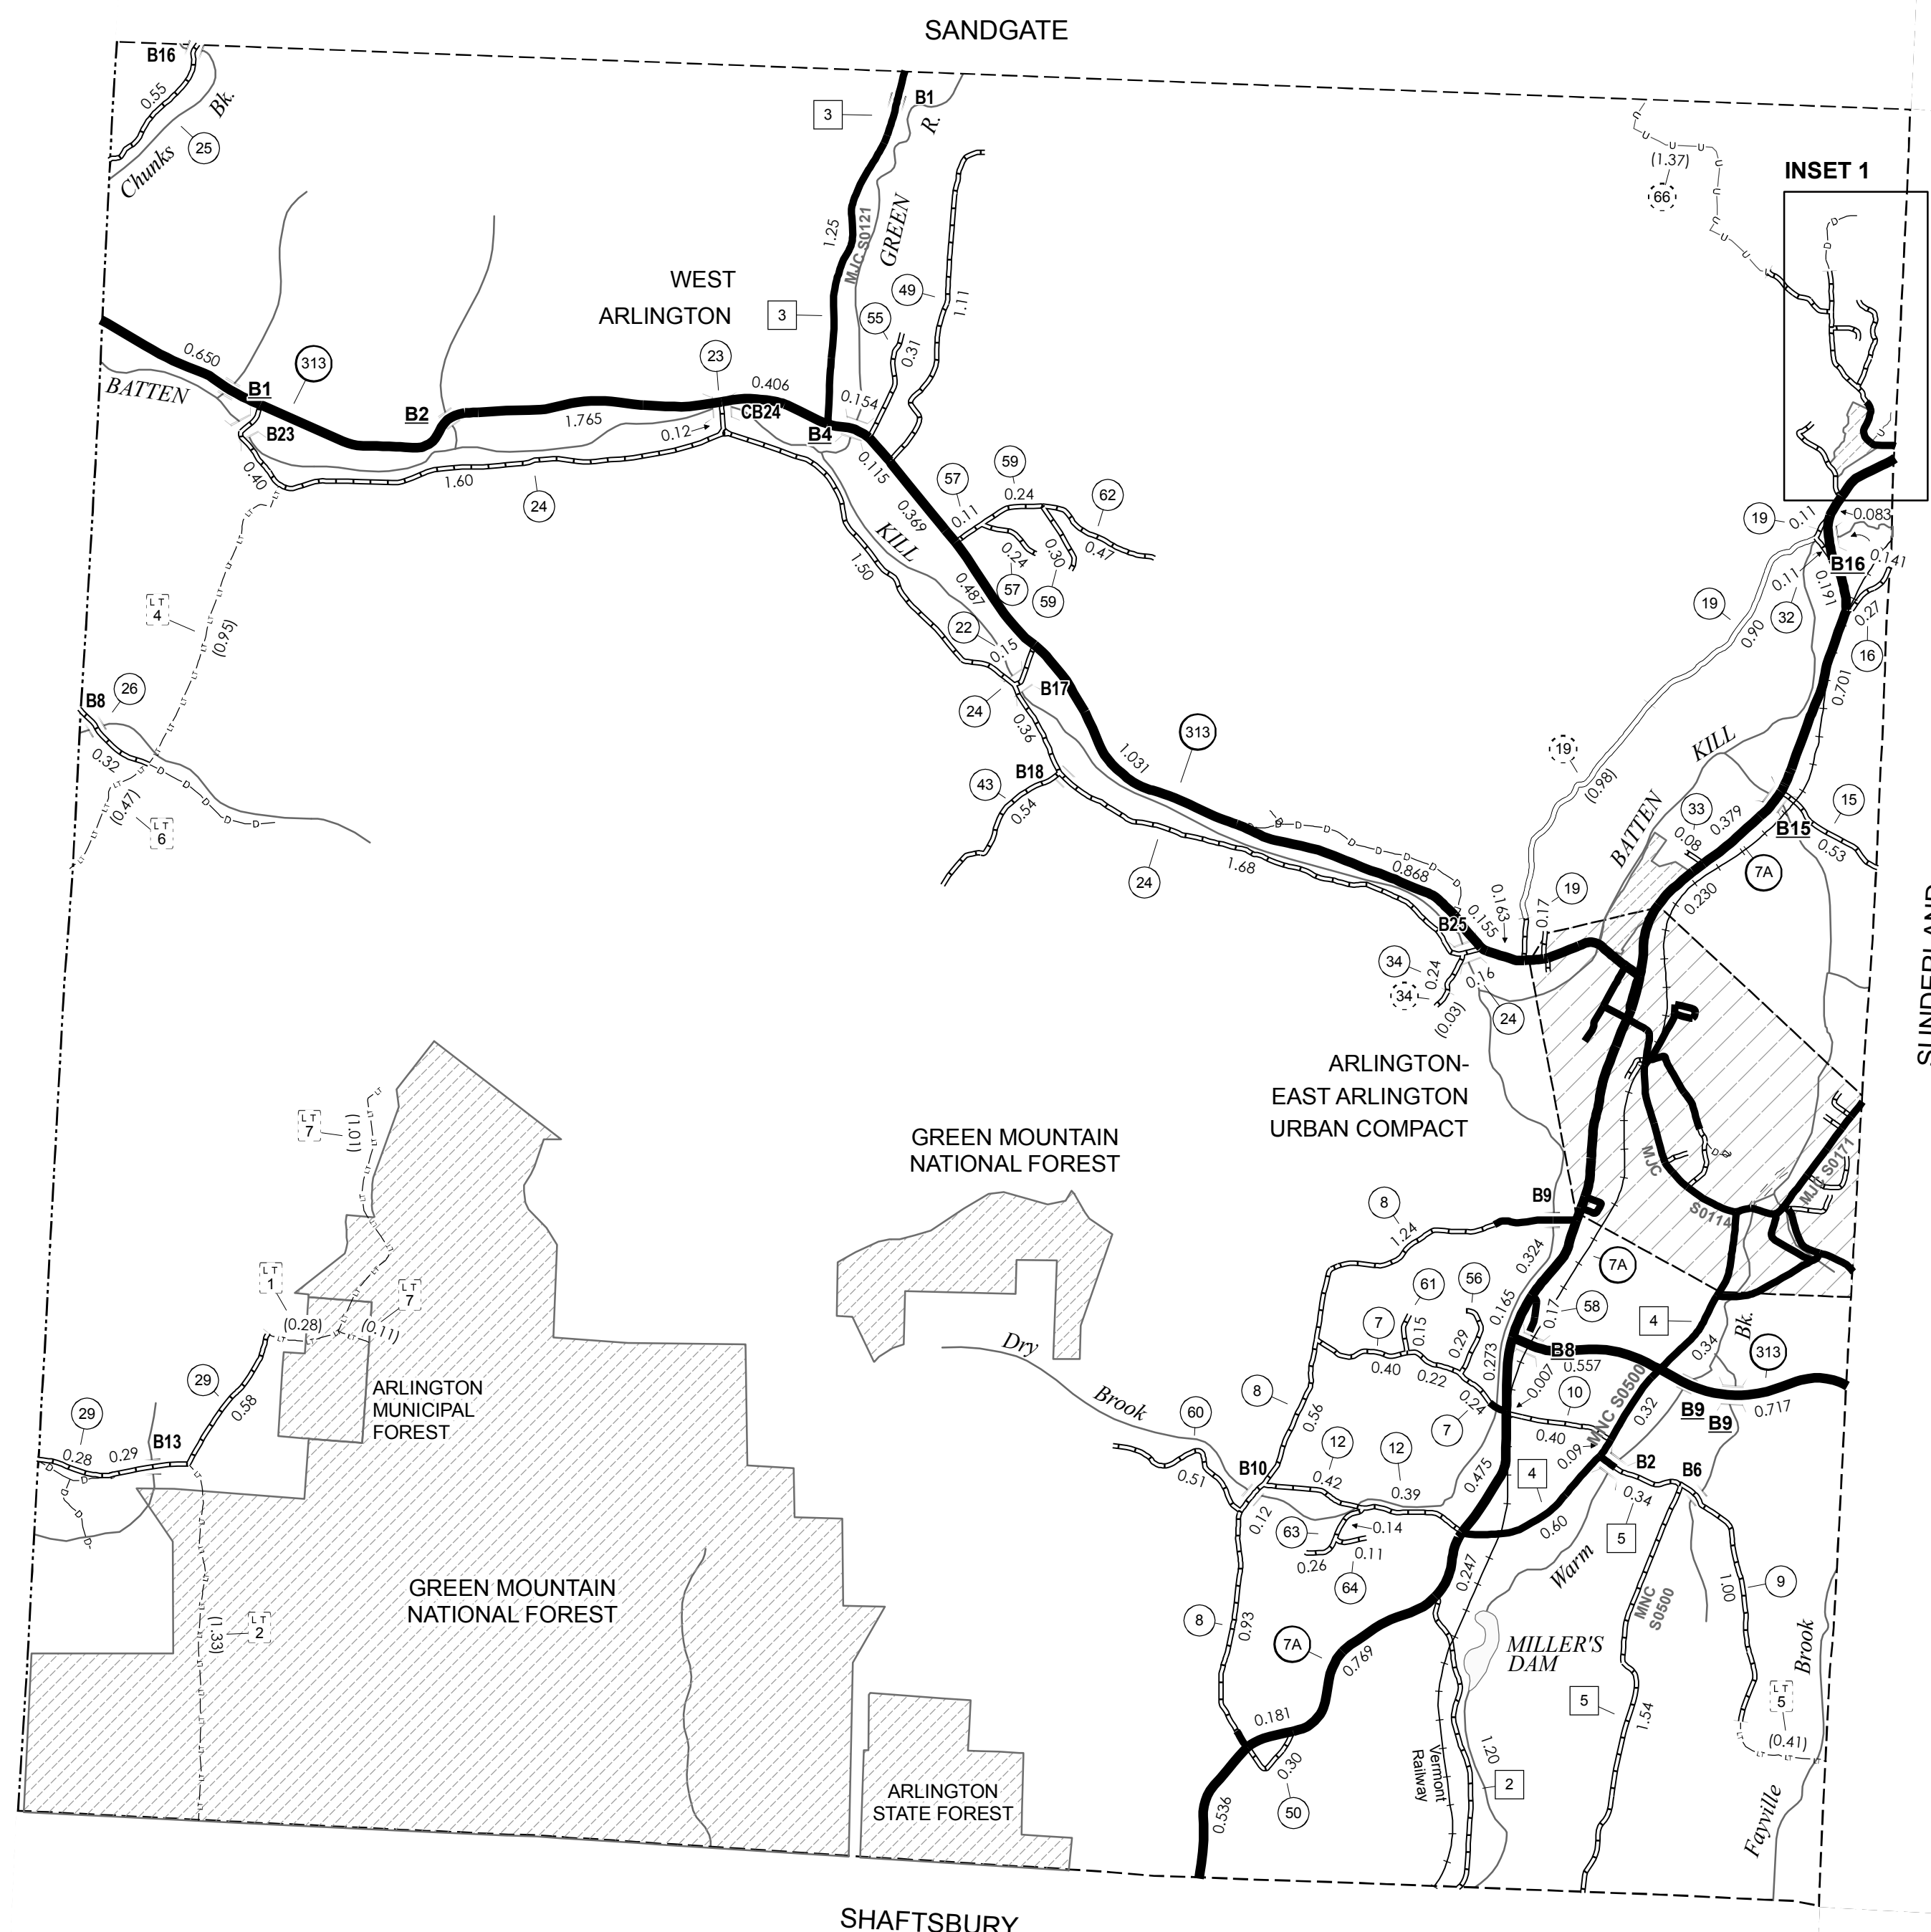 SANDGATE
B16
0.55
Bk.
Chunks
25
B1
R.
3
1.25
MJC S0121
GREEN
3
WEST
ARLINGTON
49
1.11
55
0.31
U
(1.37)
66
INSET 1
D
0.650
313
BATTEN
B1
B23
B2
23
0.406
1.765
CB24
0.154
0.12
B4
0.115
0.40
1.60
24
0.369
KILL
57
0.11
59
0.24
62
0.47
0.24
57
0.30
59
1.50
0.487
19
0.11
0.083
B16
0.141
0.11
0.191
32
0.27
16
19
0.90
LT
4
(0.95)
22
0.15
B17
24
0.36
0.701
B8
26
0.32
D
(0.47)
LT
6
B18
43
0.54
1.031
313
19
(0.98)
KILL
BATTEN
33
0.08
0.379
B15
15
0.53
7A
0.230
24
1.68
D
0.868
B25
0.155
0.163
0.17
19
34
0.24
34
(0.03)
0.16
24
SUNDERLAND
ARLINGTON-
EAST ARLINGTON
URBAN COMPACT
GREEN MOUNTAIN
NATIONAL FOREST
LT
7
(1.01)
MJC
S0114
MJC S0171
B9
8
1.24
0.324
7A
LT
1
(0.28)
LT
7
(0.11)
61
56
0.165
0.17
58
7
0.15
0.29
0.40
0.22
0.24
0.273
0.007
7
B8
0.557
4
0.34
Bk.
313
10
0.40
MNC S0500
0.32
B9
B9
0.717
Dry
Brook
ARLINGTON
MUNICIPAL
FOREST
29
0.58
29
0.28
0.29
B13
8
0.56
60
0.51
B10
0.12
12
0.42
12
0.39
0.475
4
0.09
0.60
B2
0.34
B6
5
63
0.14
0.11
0.26
64
0.247
Warm
MNC
S0500
9
1.00
GREEN MOUNTAIN
NATIONAL FOREST
LT
2
(1.33)
8
0.93
7A
0.769
MILLER'S
DAM
Brook
LT
5
(0.41)
5
1.54
0.181
0.30
50
0.536
Vermont
Railway
1.20
2
Fayville
ARLINGTON
STATE FOREST
SHAFTSBURY